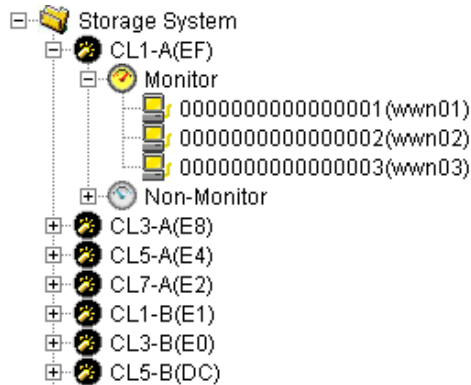 Storage System
CL1-A(EF)
Monitor
0000000000000001(wwn01)
0000000000000002(wwn02)
0000000000000003(wwn03)
Non-Monitor
CL3-A(E8)
CL5-A(E4)
CL7-A(E2)
CL1-B(E1)
CL3-B(E0)
CL5-B(DC)